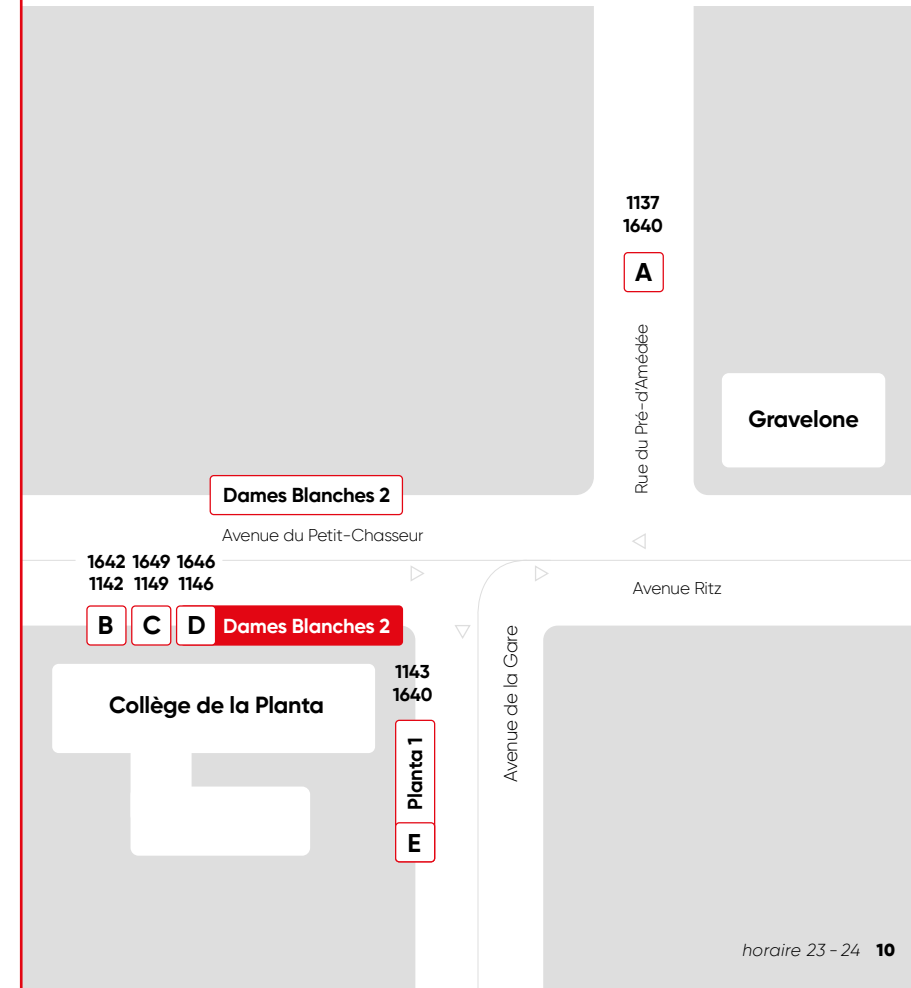 1137
1640
A
Rue du Pré-d'Amédée
Gravelone
Dames Blanches 2
Avenue du Petit-Chasseur
1642 1649 1646
1142 1149 1146
Avenue Ritz
B C D Dames Blanches 2
Avenue de la Gare
1143
1640
Collège de la Planta
Planta 1
E
horaire 23 - 24 10